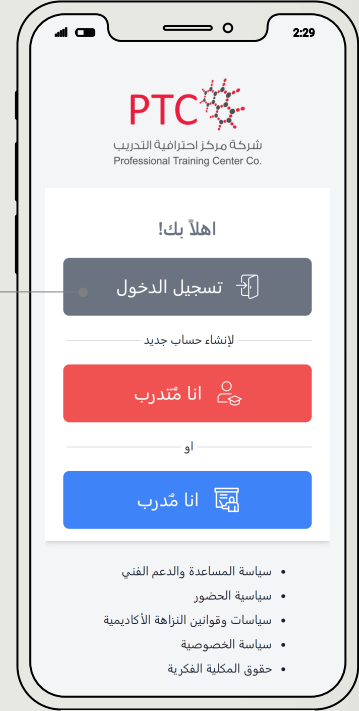 2:29
PTC
شركة مركز احترافية التدريب
Professional Training Center Co.
اهلاً بك!
تسجيل الدخول
لإنشاء حساب جديد
انا مُتدرب
او
انا مُدرب
• سياسة المساعدة والدعم الفني
• سياسية الحضور
• سياسات وقوانين النزاهة الأكاديمية
• سياسة الخصوصية
• حقوق المكلية الفكرية